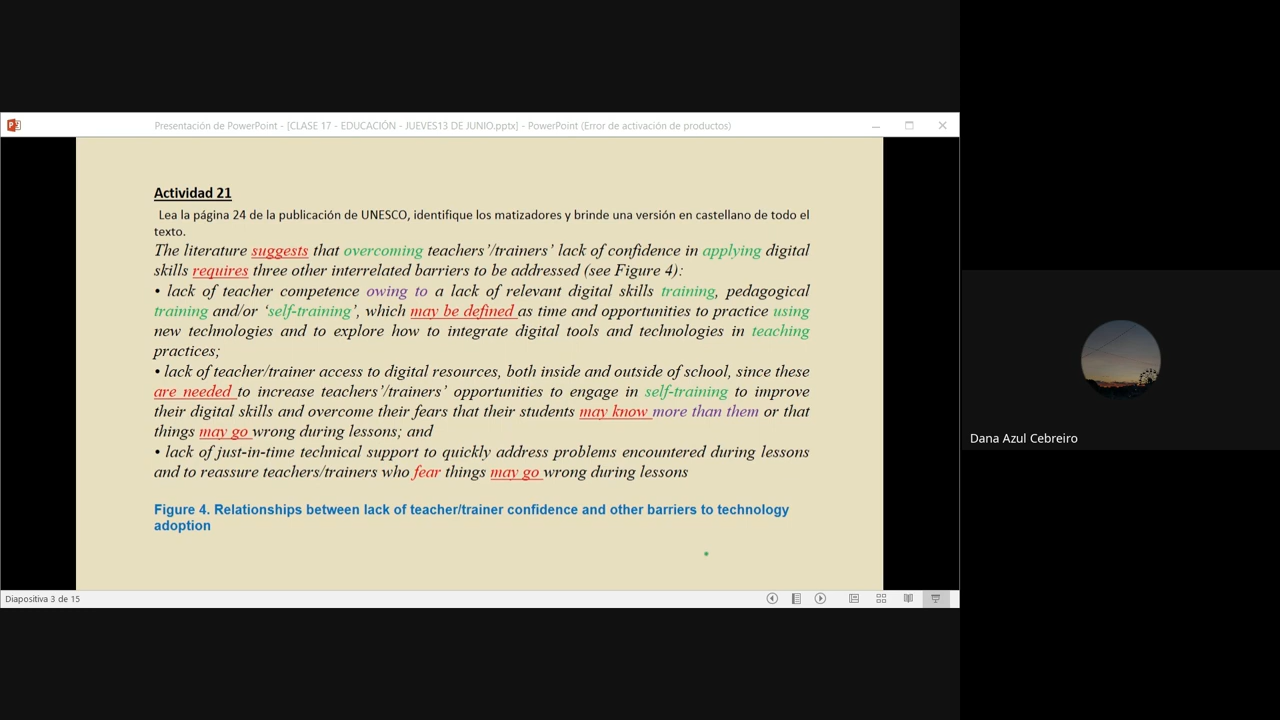 Presentación de PowerPoint - [CLASE 17 - EDUCACIÓN - JUEVES13 DE JUNIO.pptx] - PowerPoint (Error de activación de productos)
Actividad 21
Lea la página 24 de la publicación de UNESCO, identifique los matizadores y brinde una versión en castellano de todo el
texto.
The literature suggests that overcoming teachers’/trainers’ lack of confidence in applying digital
skills requires three other interrelated barriers to be addressed (see Figure 4):
• lack of teacher competence owing to a lack of relevant digital skills training, pedagogical
training and/or ‘self-training’, which may be defined as time and opportunities to practice using
new technologies and to explore how to integrate digital tools and technologies in teaching
practices;
• lack of teacher/trainer access to digital resources, both inside and outside of school, since these
are needed to increase teachers’/trainers’ opportunities to engage in self-training to improve
their digital skills and overcome their fears that their students may know more than them or that
things may go wrong during lessons; and
• lack of just-in-time technical support to quickly address problems encountered during lessons
and to reassure teachers/trainers who fear things may go wrong during lessons
Figure 4. Relationships between lack of teacher/trainer confidence and other barriers to technology
adoption
Diapositiva 3 de 15
Dana Azul Cebreiro